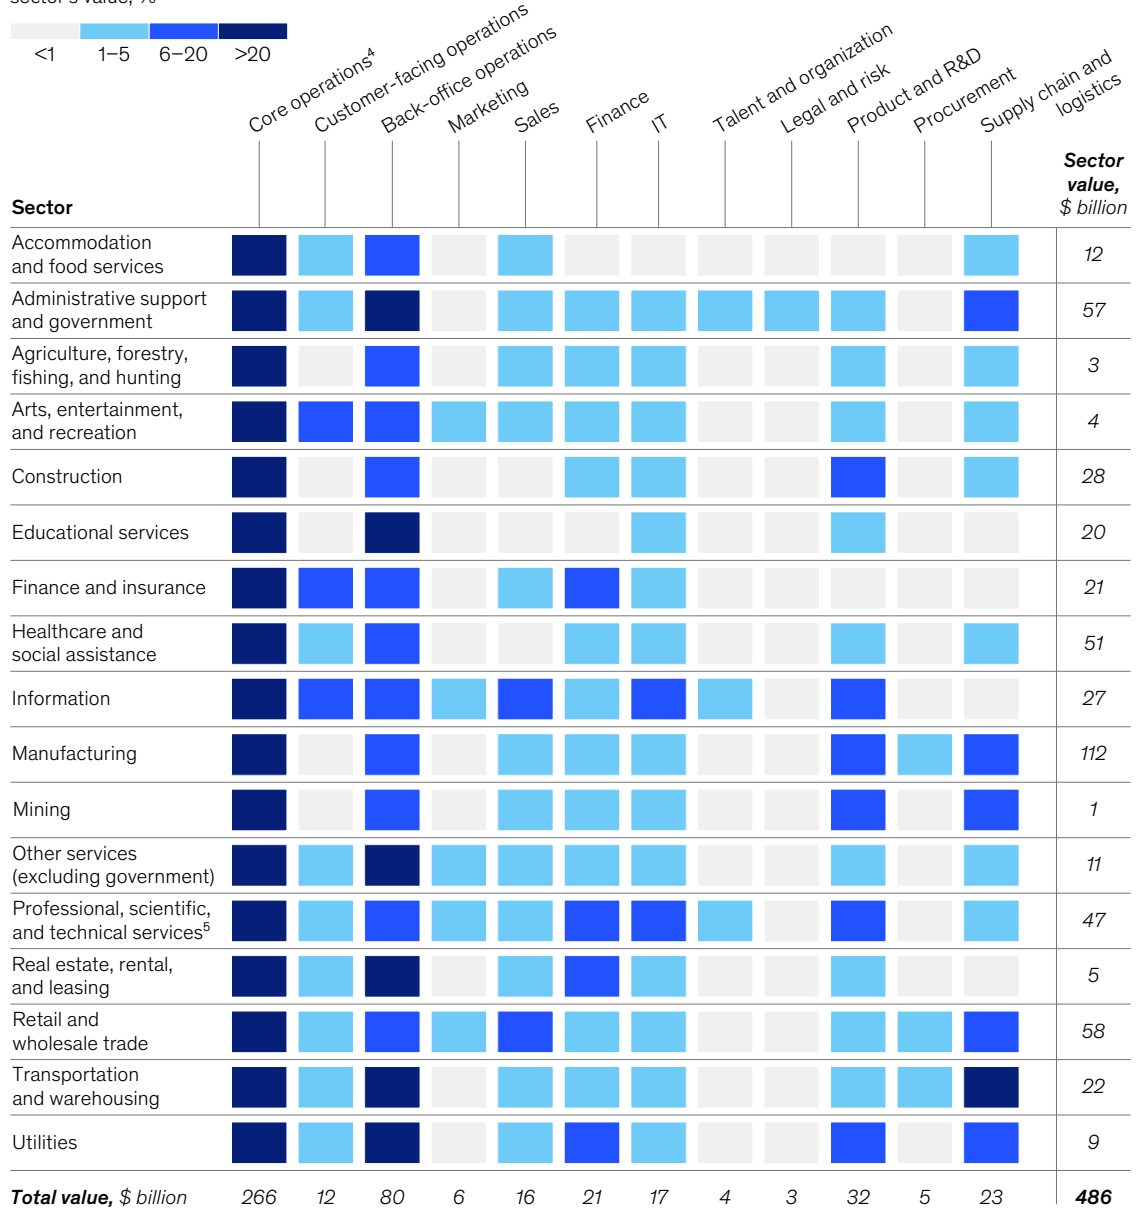 sector's value, %
<1 1–5 6–20 >20
Core operations⁴
Customer-facing operations
Back-office operations
Marketing
Sales
Finance
IT
Talent and organization
Legal and risk
Product and R&D
Procurement
Supply chain and
logistics
Sector
Sector
value,
$ billion
Accommodation
and food services
12
Administrative support
and government
57
Agriculture, forestry,
fishing, and hunting
3
Arts, entertainment,
and recreation
4
Construction
28
Educational services
20
Finance and insurance
21
Healthcare and
social assistance
51
Information
27
Manufacturing
112
Mining
1
Other services
(excluding government)
11
Professional, scientific,
and technical services⁵
47
Real estate, rental,
and leasing
5
Retail and
wholesale trade
58
Transportation
and warehousing
22
Utilities
9
Total value, $ billion 266 12 80 6 16 21 17 4 3 32 5 23 486